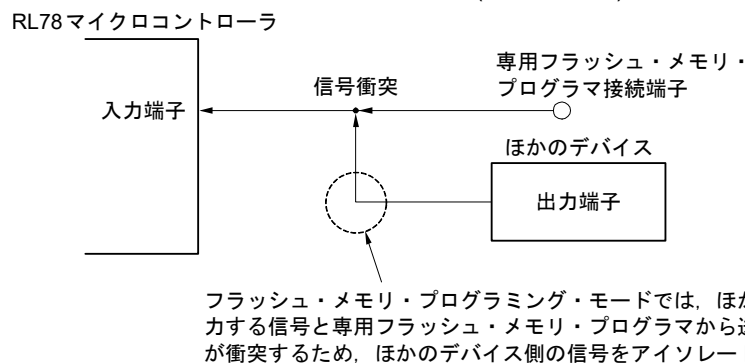 RL78マイクロコントローラ
専用フラッシュ・メモリ・
プログラマ接続端子
信号衝突
入力端子
ほかのデバイス
出力端子
フラッシュ・メモリ・プログラミング・モードでは，ほか
力する信号と専用フラッシュ・メモリ・プログラマから
が衝突するため，ほかのデバイス側の信号をアイソレー